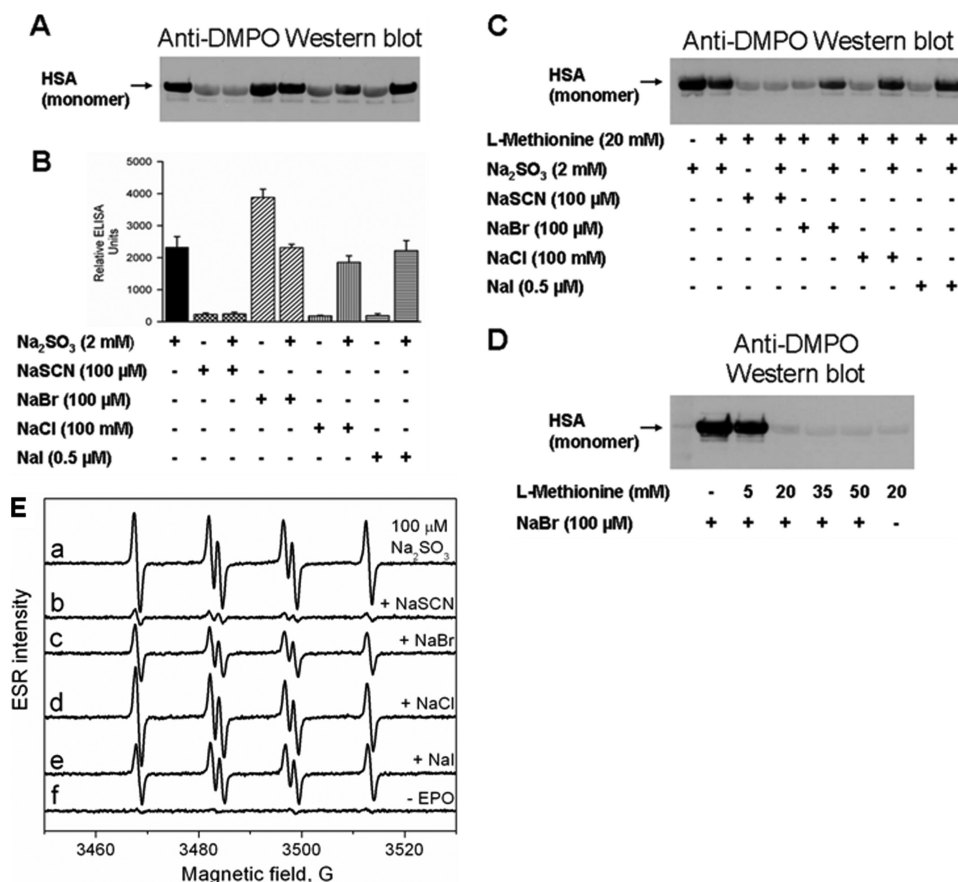 A
Anti-DMPO Western blot
HSA
(monomer)
B
Relative ELISA
Units
5000
4000
3000
2000
1000
0
Na₂SO₃ (2 mM) + - + - + - + - +
NaSCN (100 µM) - + + - - - - - -
NaBr (100 µM) - - - + + - - - -
NaCl (100 mM) - - - - - + + - -
NaI (0.5 µM) - - - - - - - + +
C
Anti-DMPO Western blot
HSA
(monomer)
L-Methionine (20 mM) - + + + + + + + + +
Na₂SO₃ (2 mM) + + - + - + - + - +
NaSCN (100 µM) - - + + - - - - - -
NaBr (100 µM) - - - - + + - - - -
NaCl (100 mM) - - - - - - + + - -
NaI (0.5 µM) - - - - - - - - + +
D
Anti-DMPO
Western blot
HSA
(monomer)
L-Methionine (mM) - 5 20 35 50 20
NaBr (100 µM) + + + + + -
E
ESR intensity
a
100 µM
Na₂SO₃
b
+ NaSCN
c
+ NaBr
d
+ NaCl
e
+ NaI
f
- EPO
3460 3480 3500 3520
Magnetic field, G